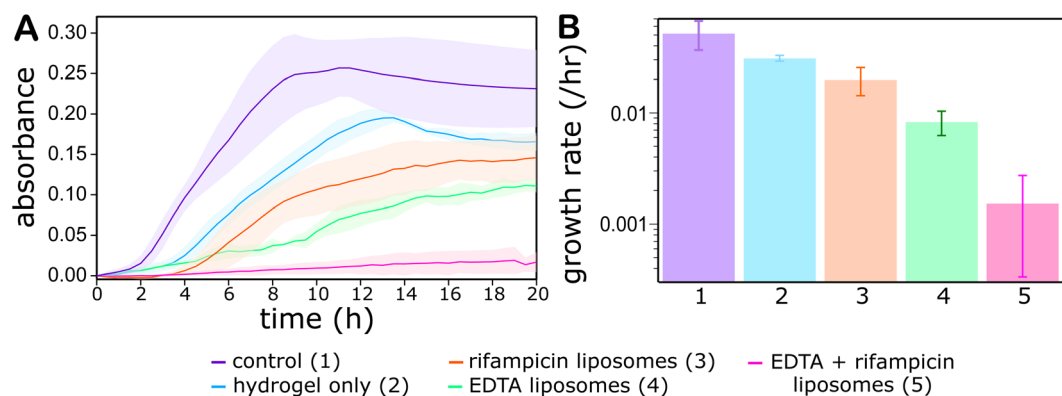 A
absorbance
0.30
0.25
0.20
0.15
0.10
0.05
0.00
0 2 4 6 8 10 12 14 16 18 20
time (h)
B
growth rate (/hr)
0.01
0.001
1 2 3 4 5
control (1)
hydrogel only (2)
rifampicin liposomes (3)
EDTA liposomes (4)
EDTA + rifampicin
liposomes (5)